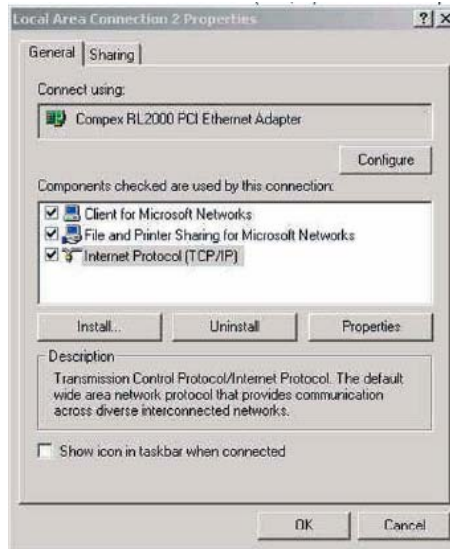 Local Area Connection 2 Properties
General
Sharing
Connect using:
Compex RL2000 PCI Ethernet Adapter
Configure
Components checked are used by this connection:
Client for Microsoft Networks
File and Printer Sharing for Microsoft Networks
Internet Protocol (TCP/IP)
Install...
Uninstall
Properties
Description
Transmission Control Protocol/Internet Protocol. The default
wide area network protocol that provides communication
across diverse interconnected networks.
Show icon in taskbar when connected
OK
Cancel